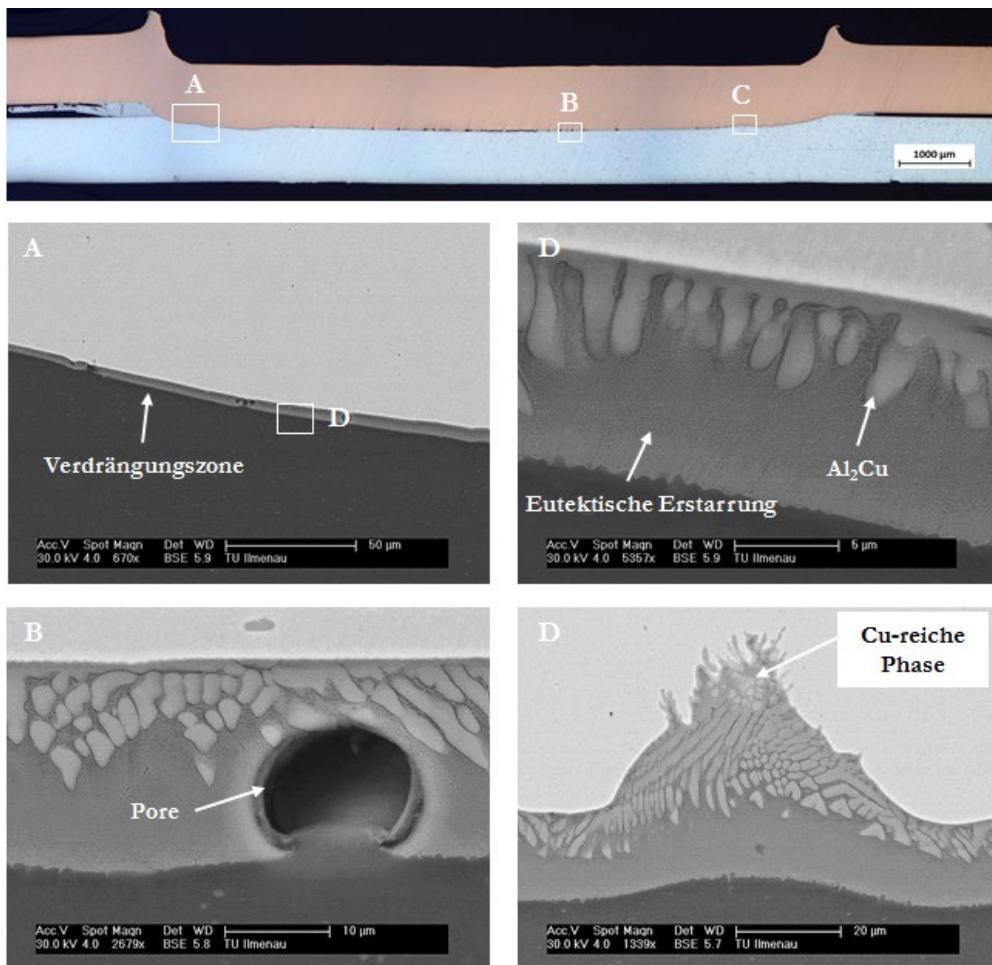 A
B
C
1000 µm
A
D
Verdrängungszone
Acc.V Spot Magn Det WD 50 µm
30.0 kV 4.0 670x BSE 5.9 TU Ilmenau
D
Al₂Cu
Eutektische Erstarrung
Acc.V Spot Magn Det WD 5 µm
30.0 kV 4.0 5357x BSE 5.9 TU Ilmenau
B
Pore
Acc.V Spot Magn Det WD 10 µm
30.0 kV 4.0 2679x BSE 5.8 TU Ilmenau
D
Cu-reiche
Phase
Acc.V Spot Magn Det WD 20 µm
30.0 kV 4.0 1339x BSE 5.7 TU Ilmenau